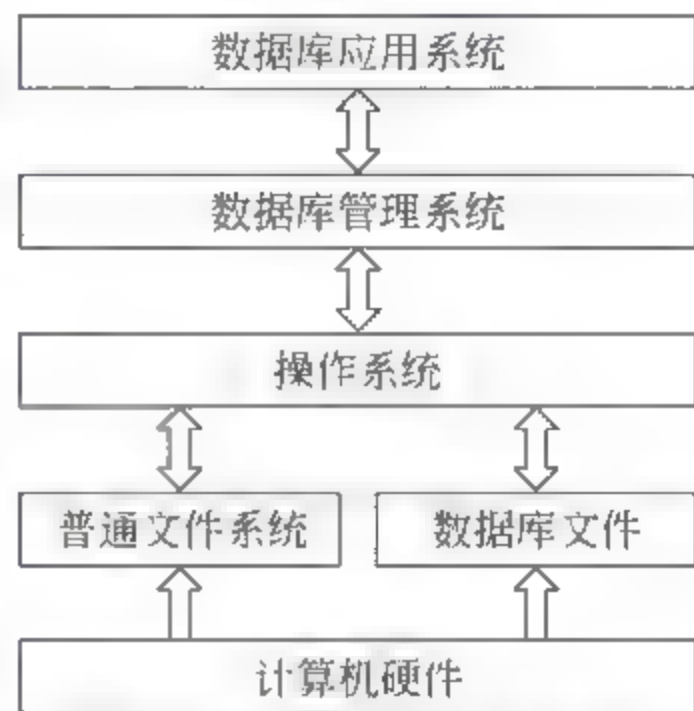 数据库应用系统
数据库管理系统
操作系统
普通文件系统
数据库文件
计算机硬件